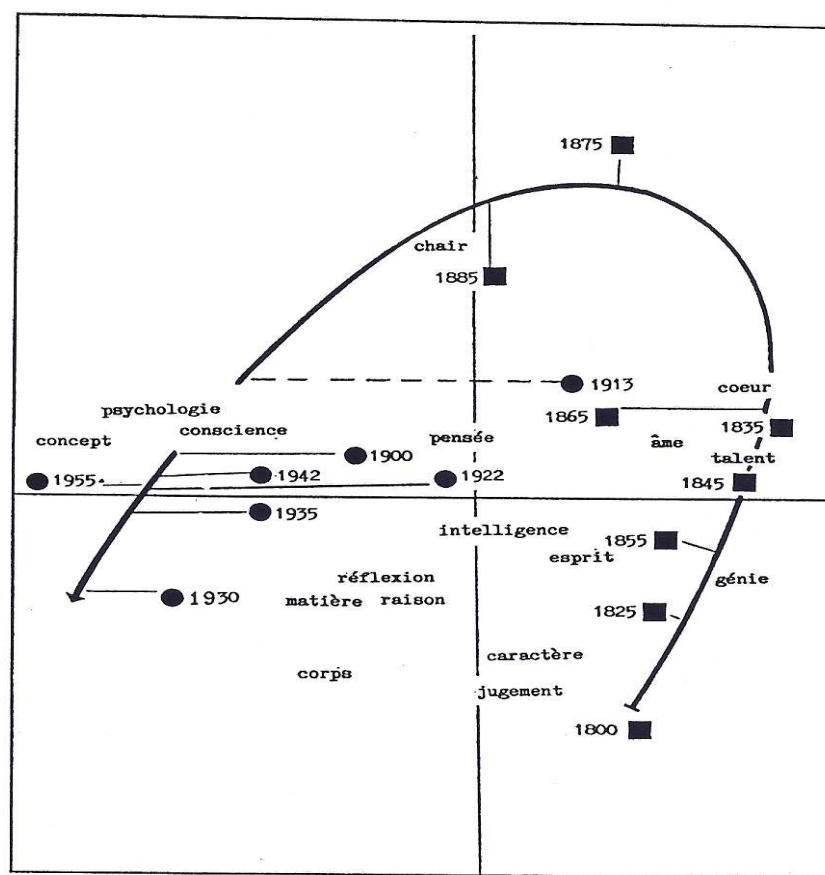 1875
chair
1885
1913
coeur
psychologie
1865
1835
concept
conscience
pensée
âme
1900
talent
1955
1942
1922
1845
1935
intelligence
1855
esprit
réflexion
génie
1930
matière raison
1825
caractère
corps
jugement
1800